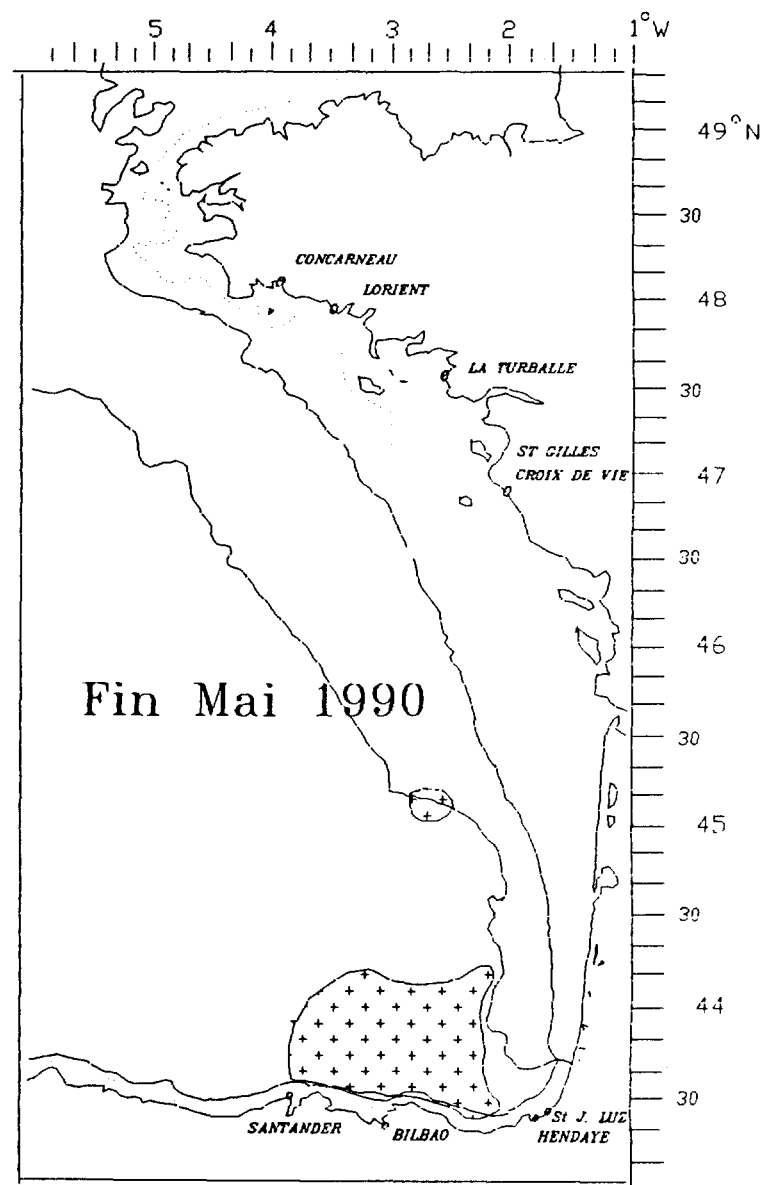 5 4 3 2 1°W
49°N
30
CONCARNEAU
48
LORIENT
LA TURBALLE
30
ST GILLES
CROIX DE VIE
47
30
46
Fin Mai 1990
30
45
30
44
30
St J. LUZ
SANTANDER
BILBAO
HENDAYE